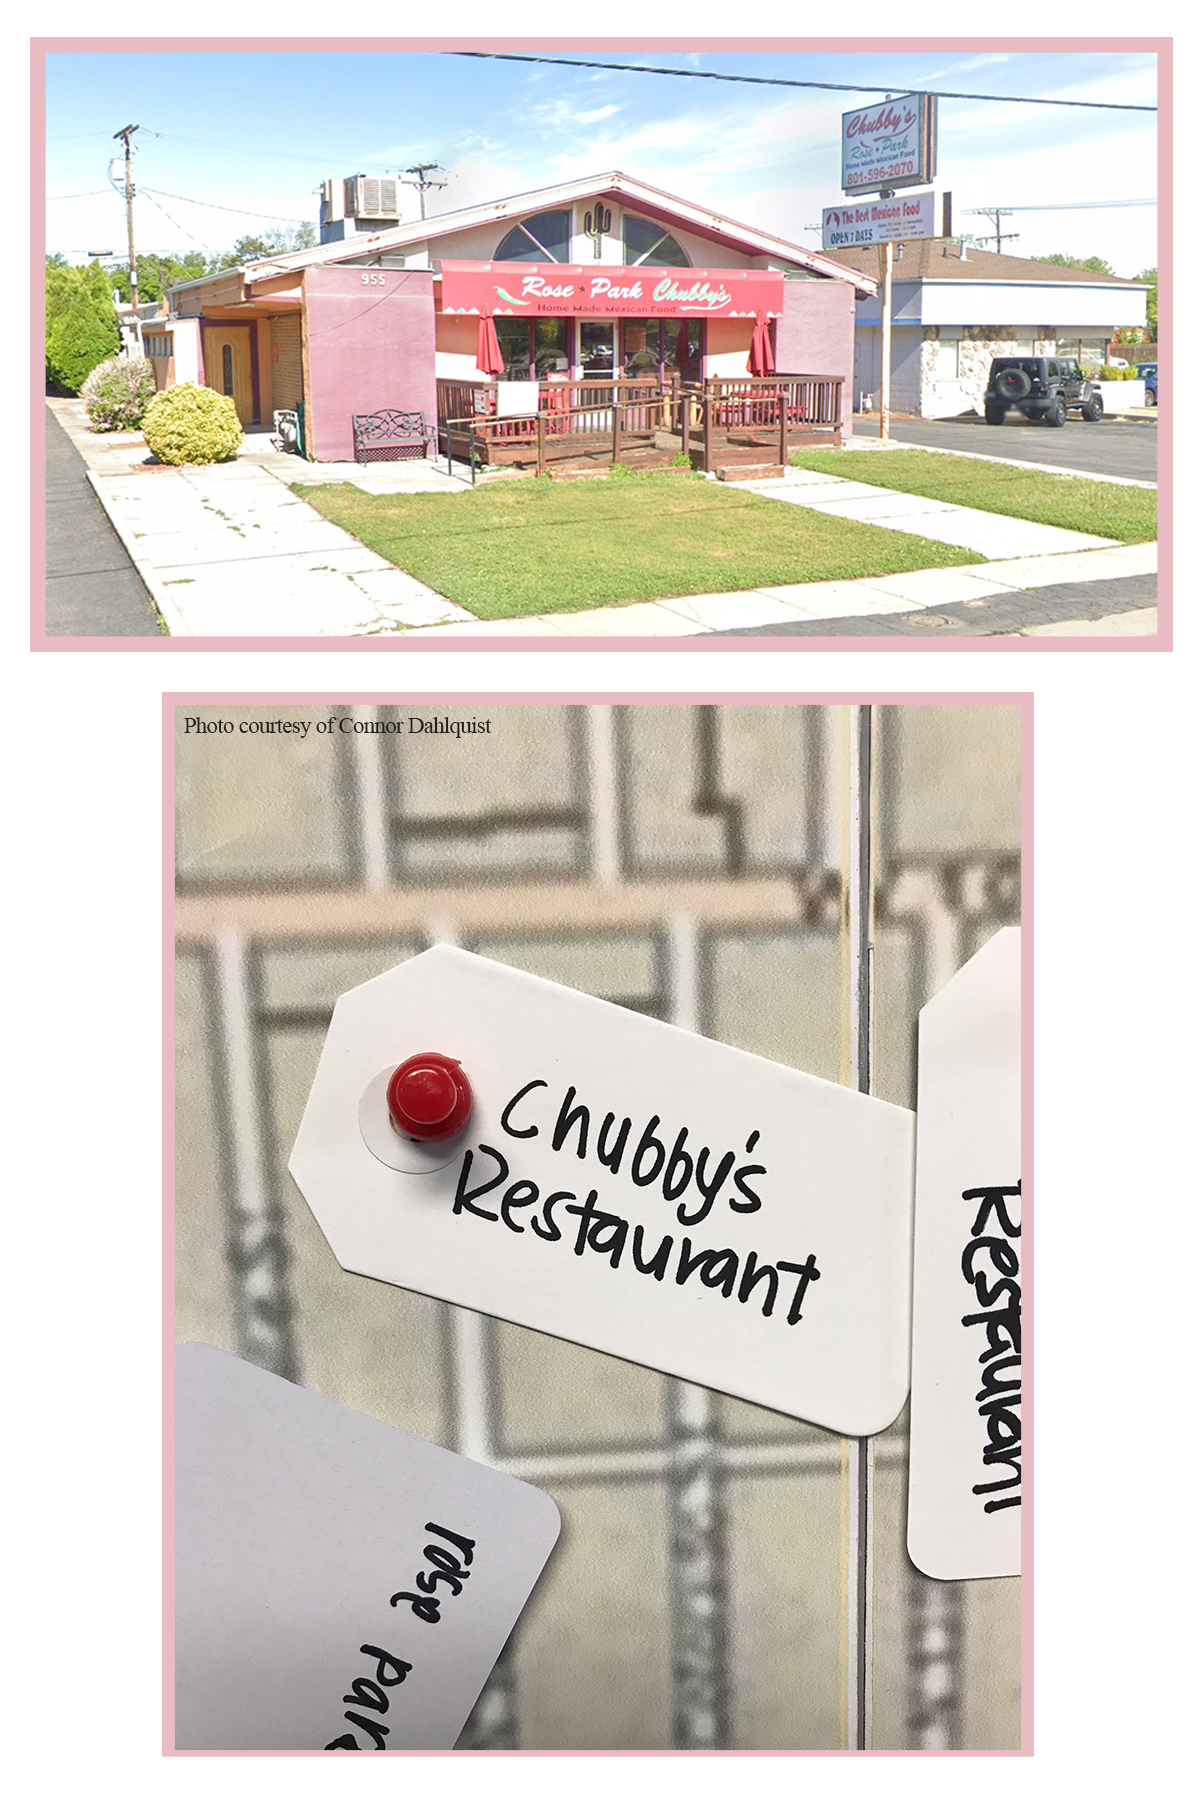 Chubby's
Rose ★ Park
Home Made Mexican Food
801-596-2070
The Best Mexican Food
OPEN 7 DAYS
955
Rose ★ Park Chubby's
Home Made Mexican Food
Photo courtesy of Connor Dahlquist
Chubby's
Restaurant
Restaurant
rose